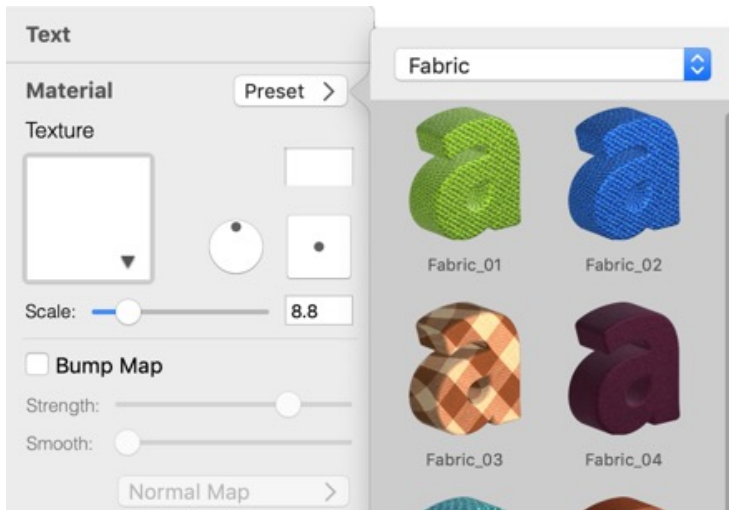 Text
Material
Preset
Texture
Scale:
8.8
Bump Map
Strength:
Smooth:
Normal Map
Fabric
Fabric_01
Fabric_02
Fabric_03
Fabric_04